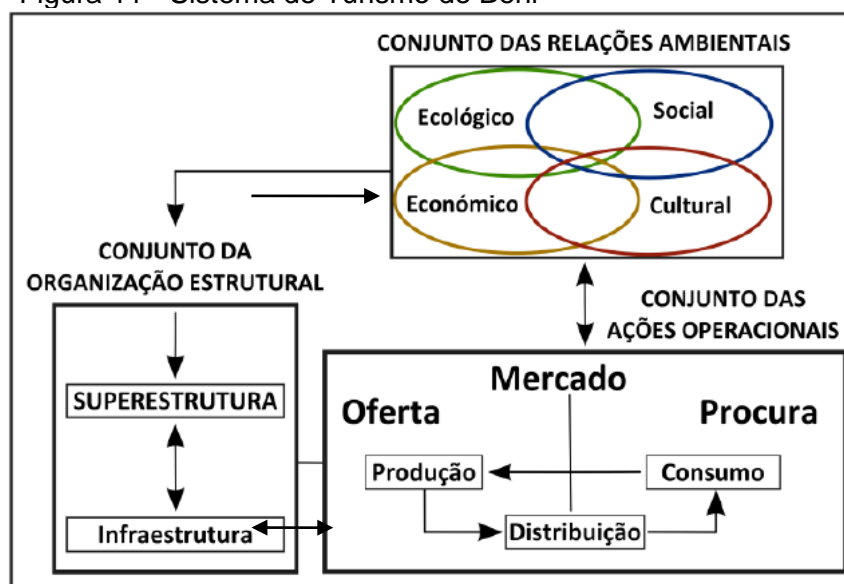 CONJUNTO DAS RELAÇÕES AMBIENTAIS
Ecológico
Social
Económico
Cultural
CONJUNTO DA
ORGANIZAÇÃO ESTRUTURAL
CONJUNTO DAS
AÇÕES OPERACIONAIS
SUPERESTRUTURA
Infraestrutura
Mercado
Oferta
Procura
Produção
Consumo
Distribuição